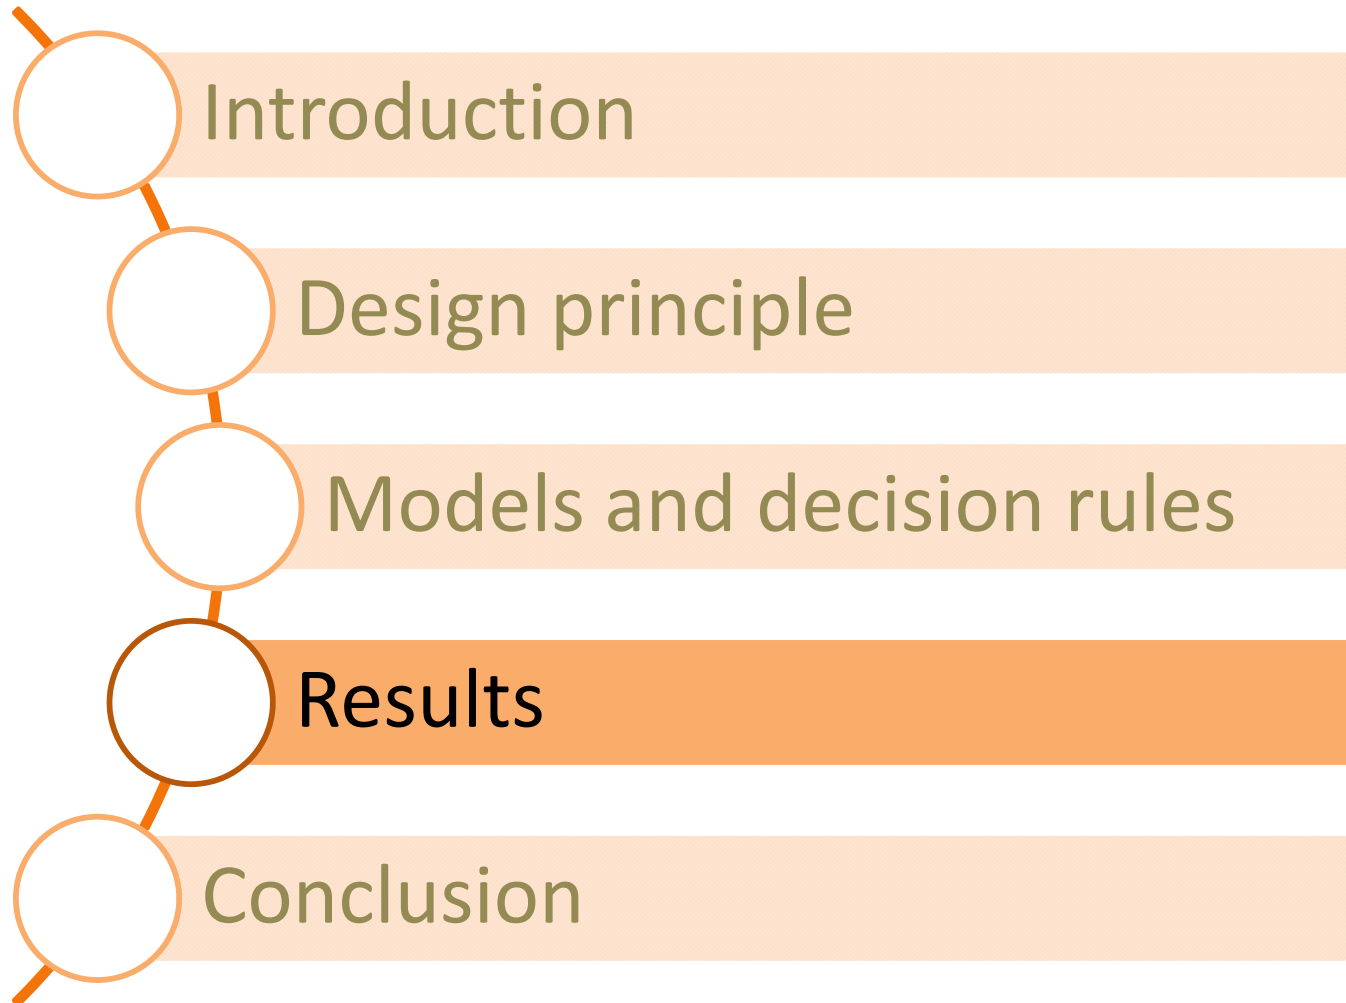 Introduction
Design principle
Models and decision rules
Results
Conclusion